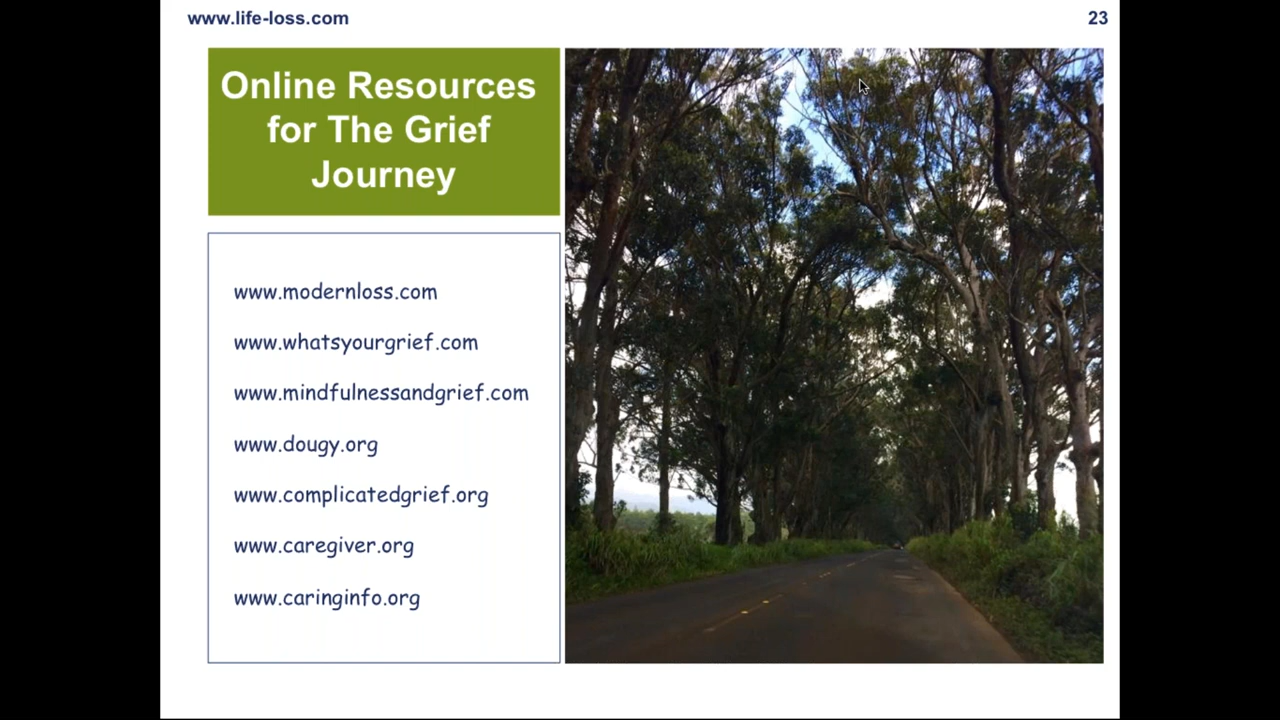 www.life-loss.com
23
Online Resources
for The Grief
Journey
www.modernloss.com
www.whatsyourgrief.com
www.mindfulnessandgrief.com
www.dougy.org
www.complicatedgrief.org
www.caregiver.org
www.caringinfo.org